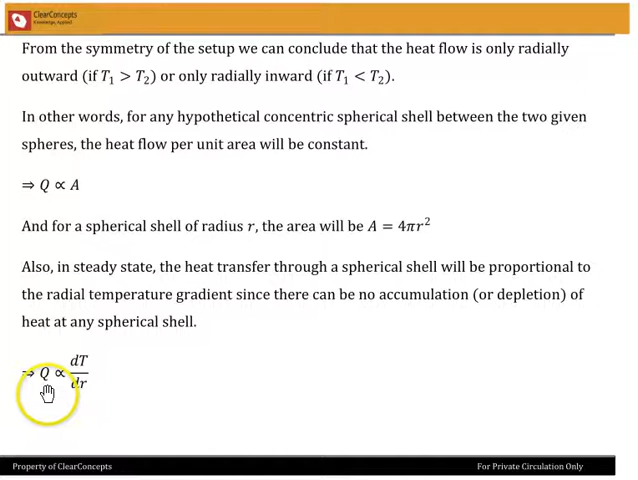 ClearConcepts
Knowledge, Applied
From the symmetry of the setup we can conclude that the heat flow is only radially
outward (if T₁ > T₂) or only radially inward (if T₁ < T₂).
In other words, for any hypothetical concentric spherical shell between the two given
spheres, the heat flow per unit area will be constant.
⇒ Q ∝ A
And for a spherical shell of radius r, the area will be A = 4πr²
Also, in steady state, the heat transfer through a spherical shell will be proportional to
the radial temperature gradient since there can be no accumulation (or depletion) of
heat at any spherical shell.
⇒ Q ∝ dT/dr
Property of ClearConcepts
For Private Circulation Only